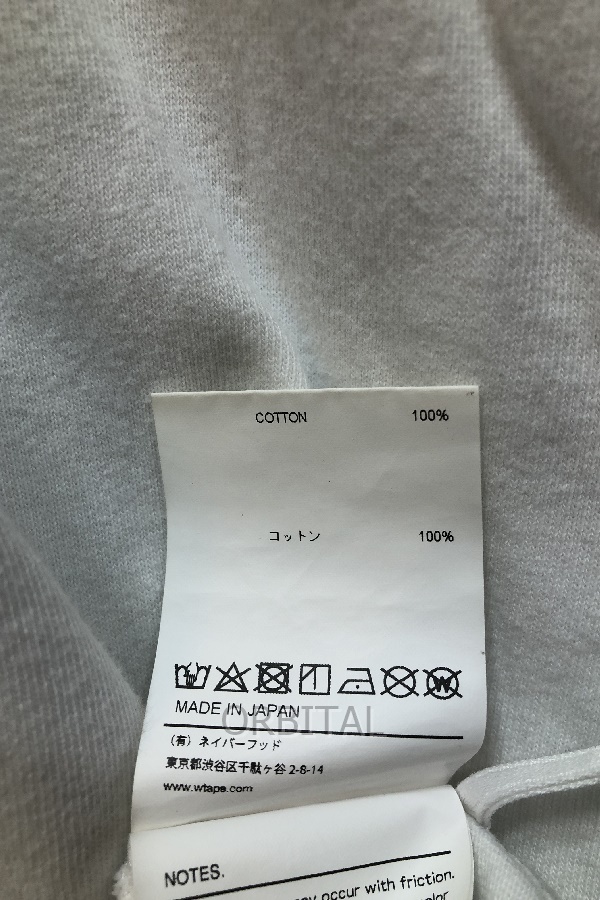 COTTON 100%
コットン 100%
MADE IN JAPAN
ORBITAL
（有）ネイバーフッド
東京都渋谷区千駄ヶ谷 2-8-14
www.wtaps.com
NOTES.
occur with friction.
color